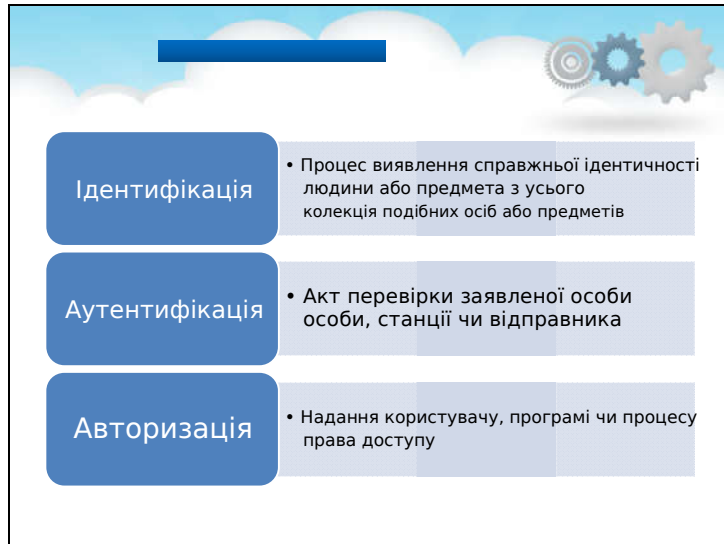 Ідентифікація
• Процес виявлення справжньої ідентичності
людини або предмета з усього
колекція подібних осіб або предметів
Аутентифікація
• Акт перевірки заявленої особи
особи, станції чи відправника
Авторизація
• Надання користувачу, програмі чи процесу
права доступу